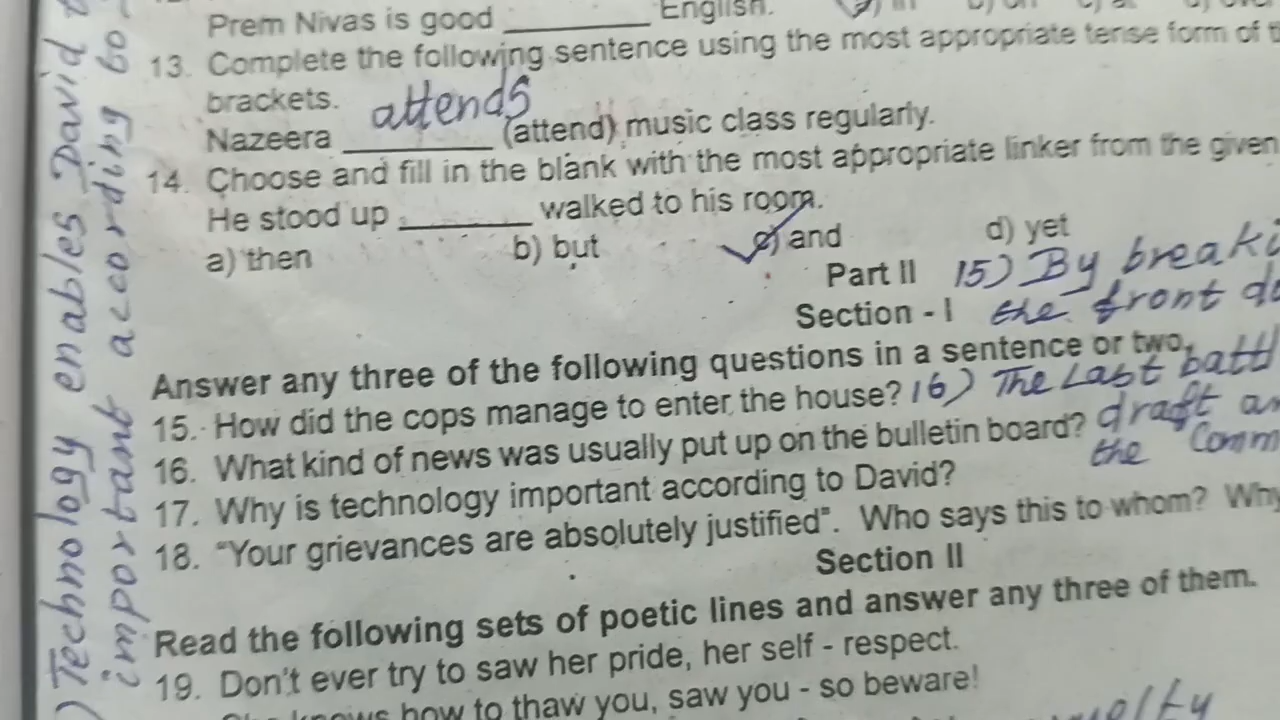 Prem Nivas is good ________ English.
13. Complete the following sentence using the most appropriate tense form of
brackets.
attends
Nazeera ________ (attend) music class regularly.
14. Choose and fill in the blank with the most appropriate linker from the given
He stood up ________ walked to his room.
a) then b) but c) and d) yet
Part II 15) By
Section - I the front
Answer any three of the following questions in a sentence or two.
15. How did the cops manage to enter the house? 16) The Last
16. What kind of news was usually put up on the bulletin board? draft
the
17. Why is technology important according to David?
18. "Your grievances are absolutely justified". Who says this to whom? Why
Section II
Read the following sets of poetic lines and answer any three of them.
19. Don't ever try to saw her pride, her self - respect.
how to thaw you, saw you - so beware!
Technology enables David
important according